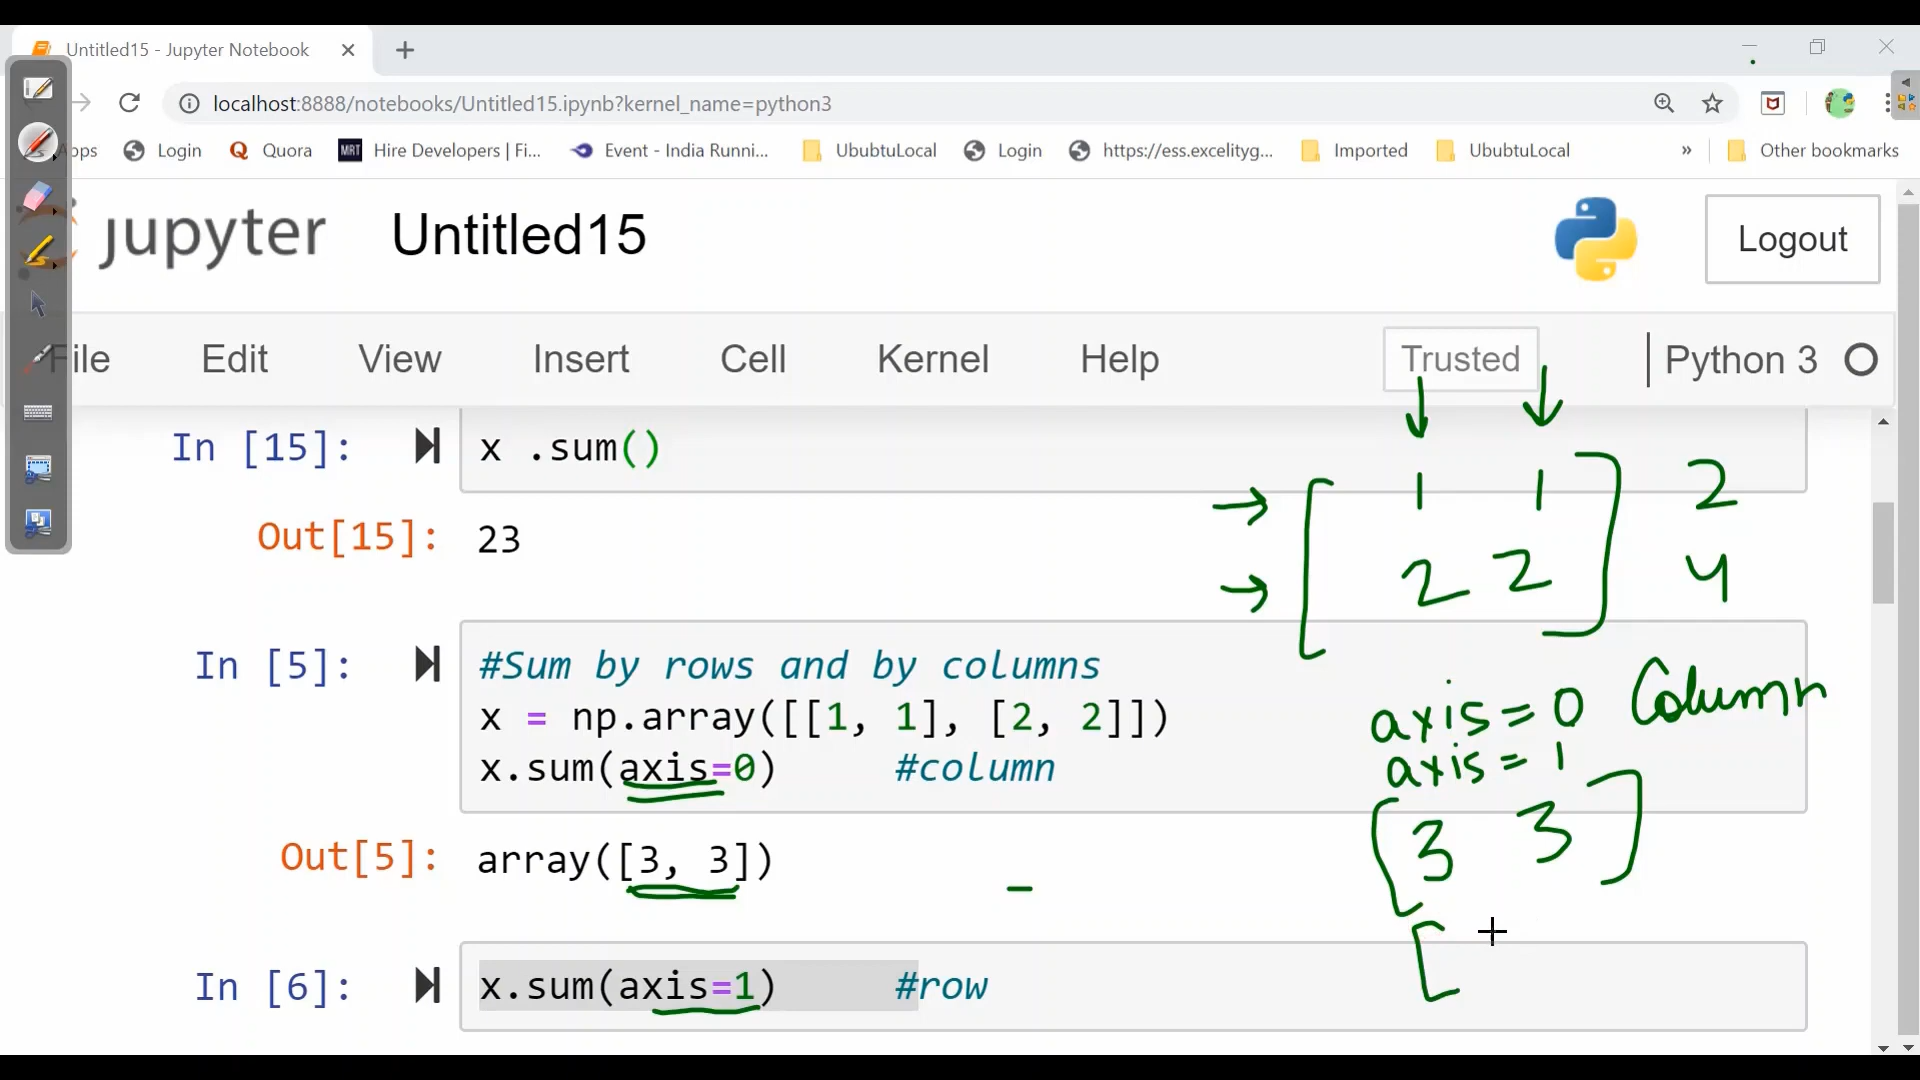 Untitled15 - Jupyter Notebook
localhost:8888/notebooks/Untitled15.ipynb?kernel_name=python3
Apps Login Quora MRT Hire Developers | Fi... Event - India Runni... UbubtuLocal Login https://ess.excelityg... Imported UbubtuLocal » Other bookmarks
jupyter Untitled15 Logout
File Edit View Insert Cell Kernel Help Trusted Python 3
In [15]: x .sum()
Out[15]: 23
[ 1 1 ] 2
2 2 4
In [5]: #Sum by rows and by columns
x = np.array([[1, 1], [2, 2]])
x.sum(axis=0) #column
axis = 0 Column
axis = 1
Out[5]: array([3, 3])
[3 3]
[
In [6]: x.sum(axis=1) #row